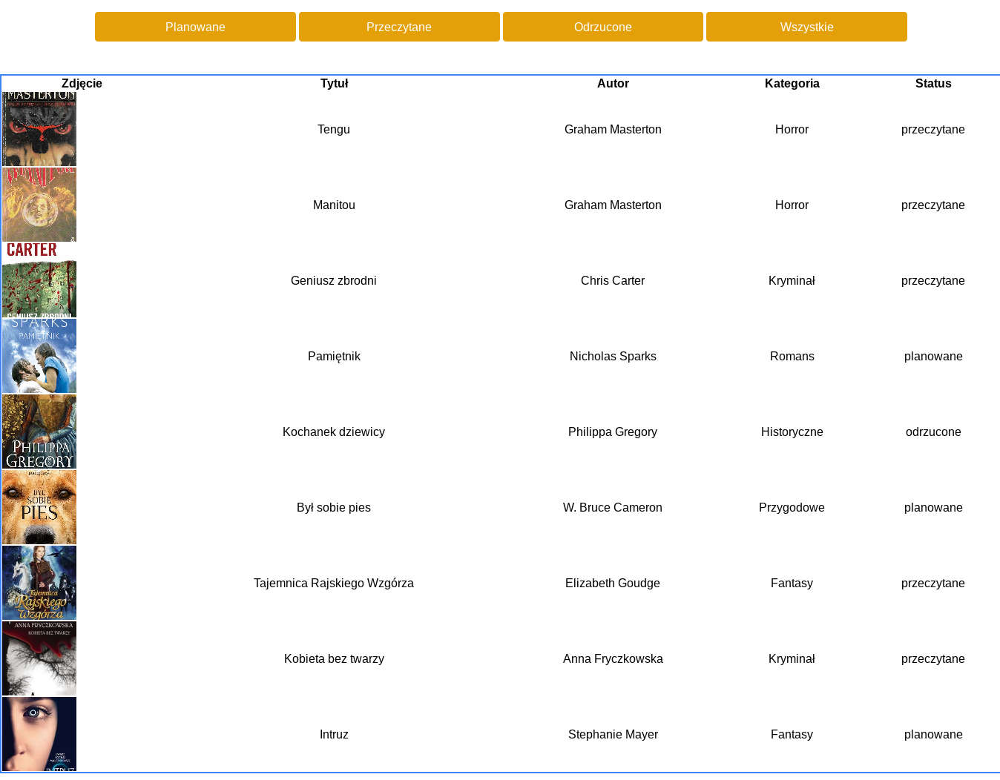 Planowane Przeczytane Odrzucone Wszystkie
Zdjęcie Tytuł Autor Kategoria Status
MASTERTON
Tengu Graham Masterton Horror przeczytane
Manitou Graham Masterton Horror przeczytane
CARTER
Geniusz zbrodni Chris Carter Kryminał przeczytane
GENIUSZ ZBRODNI
SPARKS
PAMIĘTNIK
Pamiętnik Nicholas Sparks Romans planowane
Kochanek dziewicy Philippa Gregory Historyczne odrzucone
PHILIPPA
GREGORY
BYŁ
SOBIE
PIES
Był sobie pies W. Bruce Cameron Przygodowe planowane
Tajemnica Rajskiego Wzgórza Elizabeth Goudge Fantasy przeczytane
Tajemnica
Rajskiego
Wzgórza
ANNA FRYCZKOWSKA
KOBIETA BEZ TWARZY
Kobieta bez twarzy Anna Fryczkowska Kryminał przeczytane
Intruz Stephanie Mayer Fantasy planowane
INTRUZ